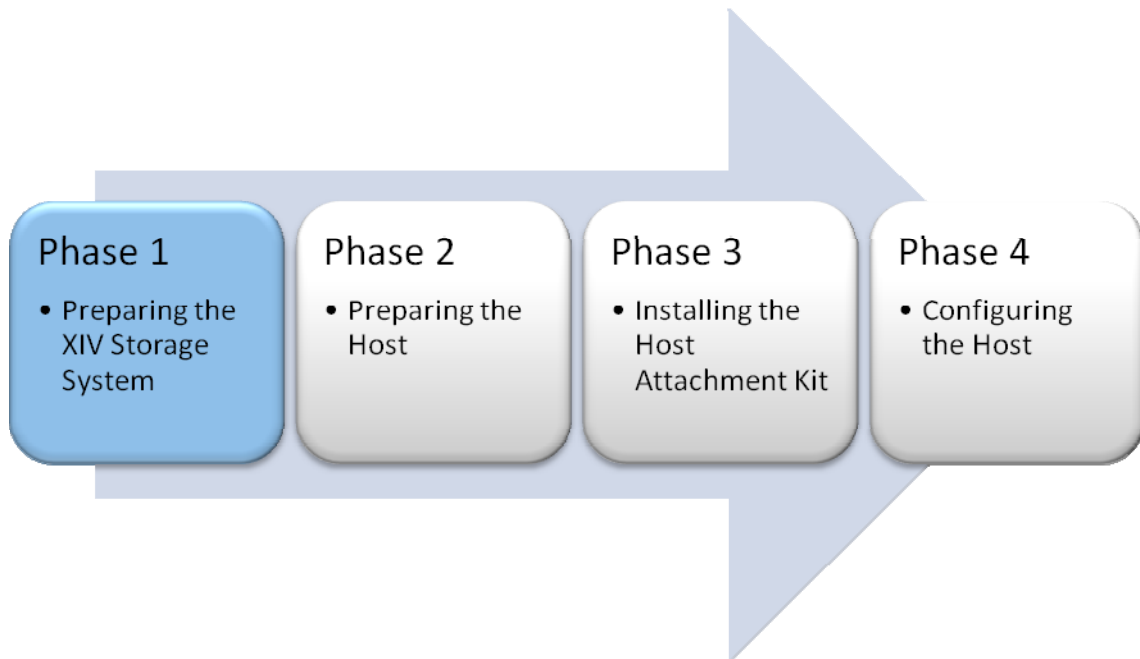 Phase 1
• Preparing the
XIV Storage
System
Phase 2
• Preparing the
Host
Phase 3
• Installing the
Host
Attachment Kit
Phase 4
• Configuring
the Host